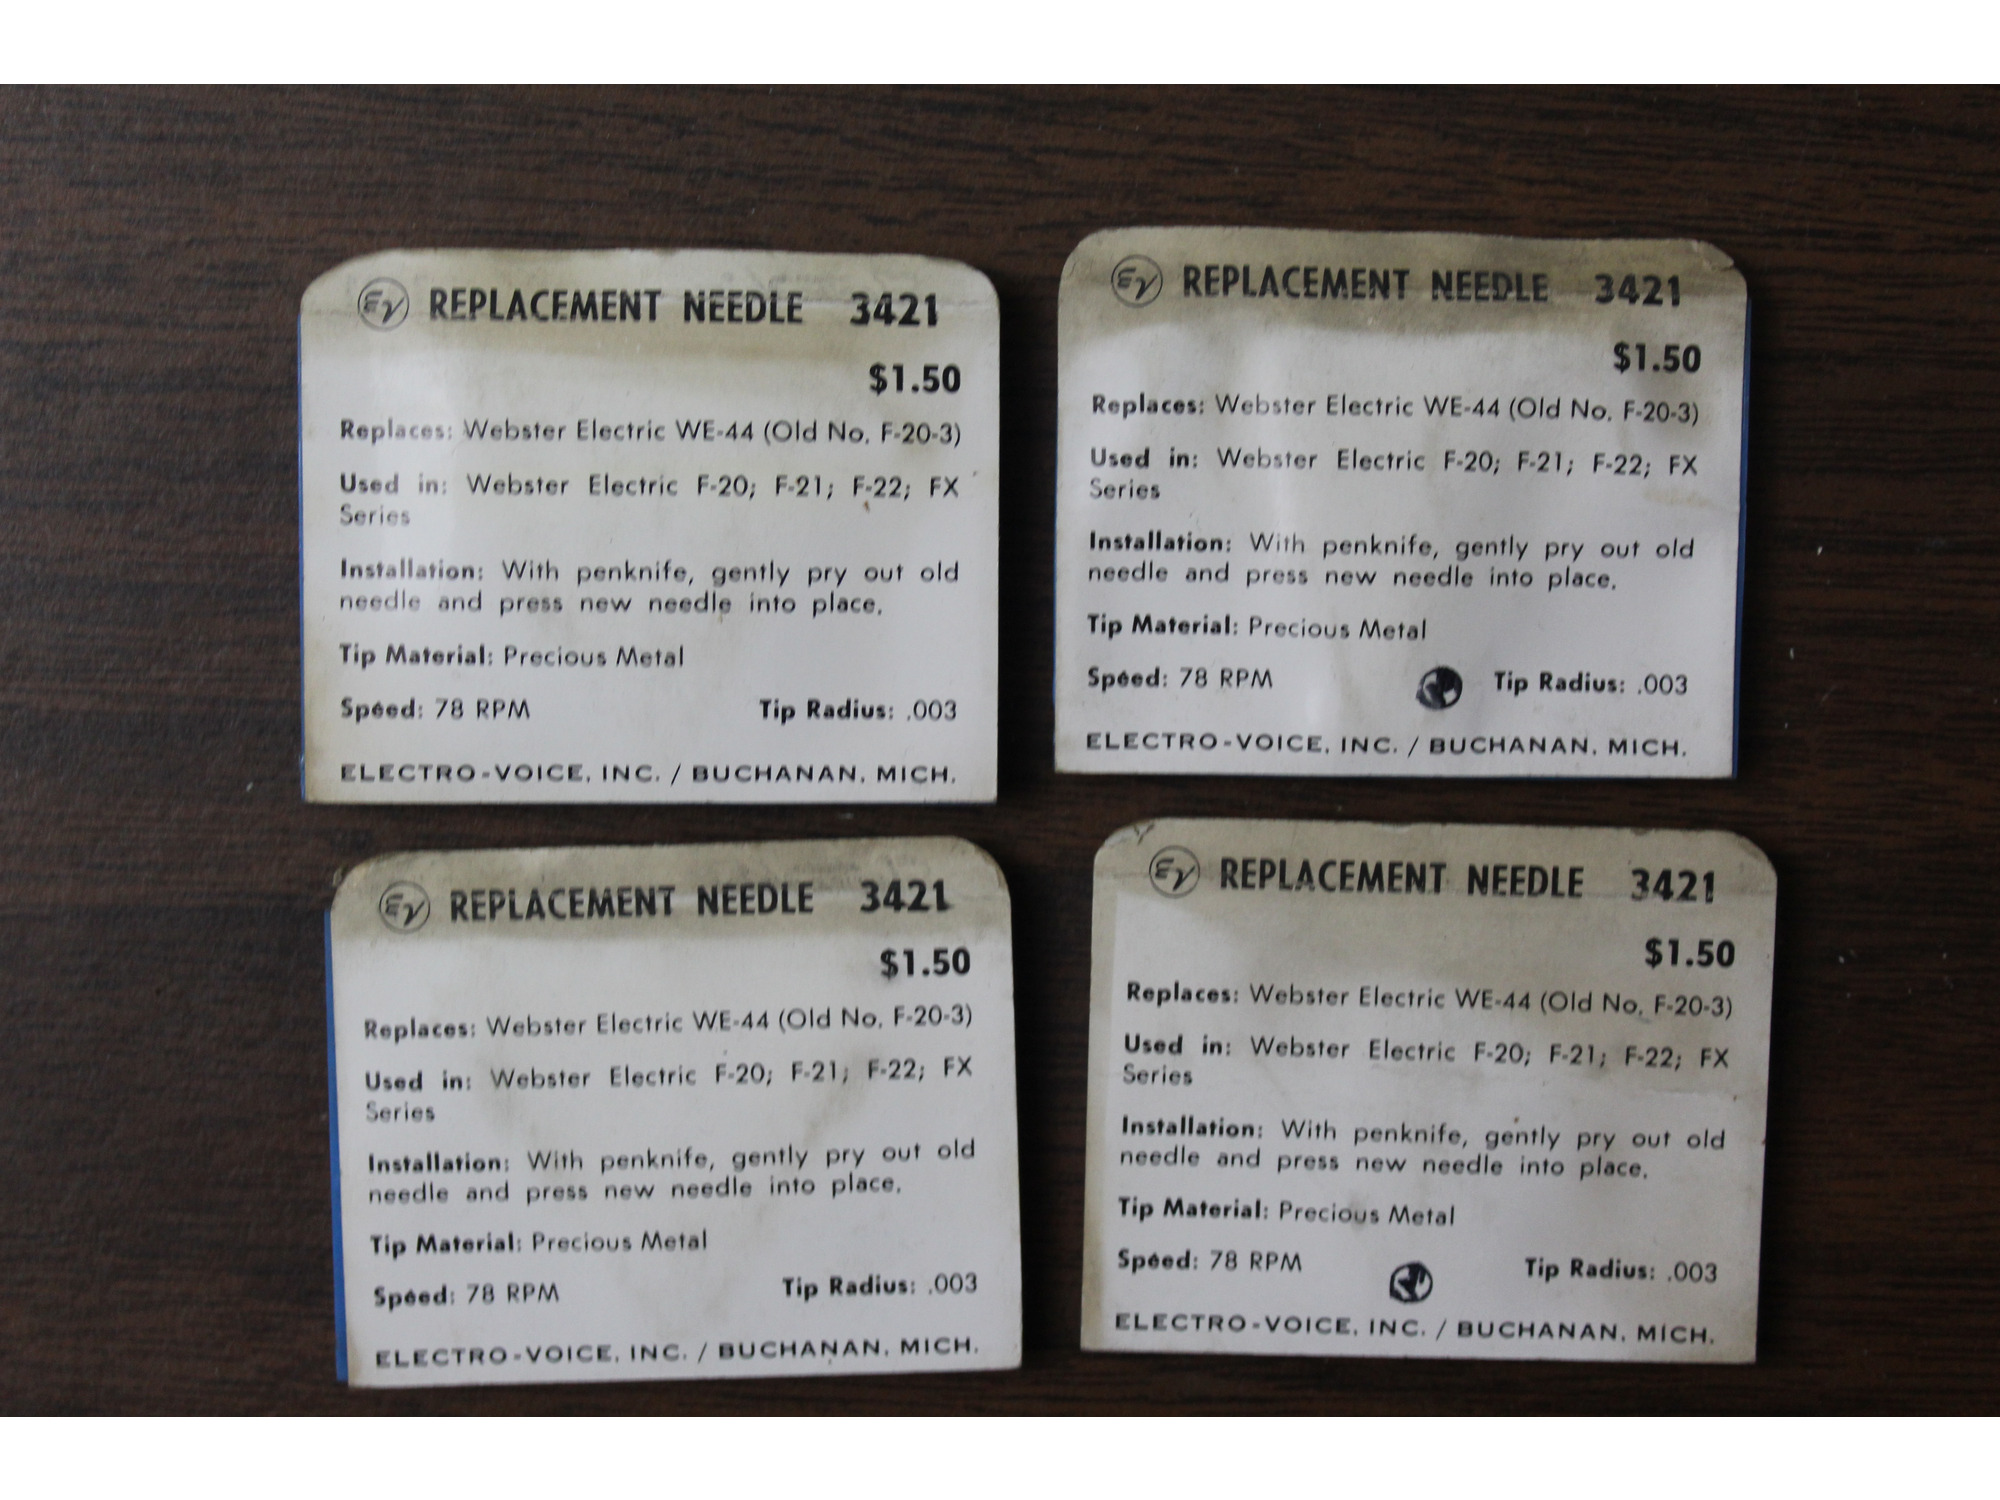 EV REPLACEMENT NEEDLE 3421
$1.50
Replaces: Webster Electric WE-44 (Old No. F-20-3)
Used in: Webster Electric F-20; F-21; F-22; FX
Series
Installation: With penknife, gently pry out old
needle and press new needle into place.
Tip Material: Precious Metal
Speed: 78 RPM Tip Radius: .003
ELECTRO-VOICE, INC. / BUCHANAN, MICH.
EV REPLACEMENT NEEDLE 3421
$1.50
Replaces: Webster Electric WE-44 (Old No. F-20-3)
Used in: Webster Electric F-20; F-21; F-22; FX
Series
Installation: With penknife, gently pry out old
needle and press new needle into place.
Tip Material: Precious Metal
Speed: 78 RPM Tip Radius: .003
ELECTRO-VOICE, INC. / BUCHANAN, MICH.
EV REPLACEMENT NEEDLE 3421
$1.50
Replaces: Webster Electric WE-44 (Old No. F-20-3)
Used in: Webster Electric F-20; F-21; F-22; FX
Series
Installation: With penknife, gently pry out old
needle and press new needle into place.
Tip Material: Precious Metal
Speed: 78 RPM Tip Radius: .003
ELECTRO-VOICE, INC. / BUCHANAN, MICH.
EV REPLACEMENT NEEDLE 3421
$1.50
Replaces: Webster Electric WE-44 (Old No. F-20-3)
Used in: Webster Electric F-20; F-21; F-22; FX
Series
Installation: With penknife, gently pry out old
needle and press new needle into place.
Tip Material: Precious Metal
Speed: 78 RPM Tip Radius: .003
ELECTRO-VOICE, INC. / BUCHANAN, MICH.